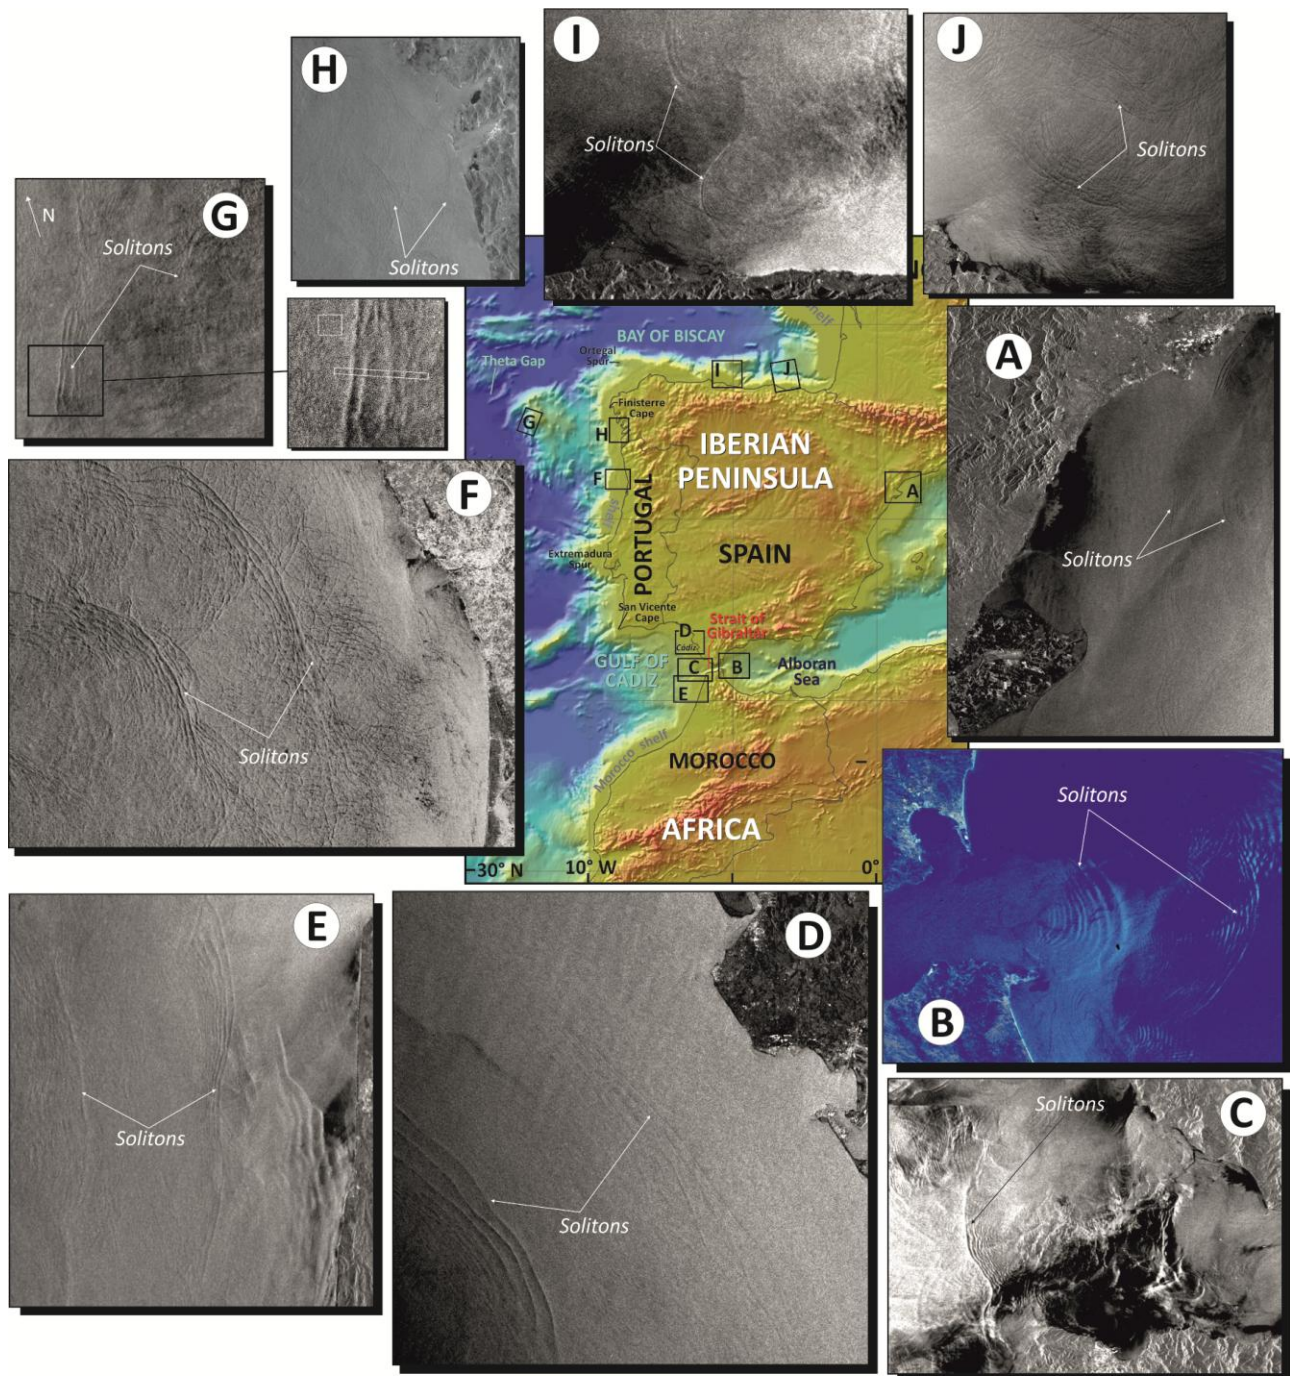 H
Solitons
I
Solitons
J
Solitons
G
N
Solitons
A
Solitons
F
Solitons
BAY OF BISCAY
Ortegal
Spur
Theta Gap
shelf
I
J
G
Finisterre
Cape
H
F
IBERIAN
PENINSULA
A
PORTUGAL
SPAIN
Extremadura
Spur
San Vicente
Cape
Strait of
Gibraltar
D
Cadiz
GULF OF
CADIZ
C
B
Alboran
Sea
E
Morocco shelf
MOROCCO
AFRICA
30° N
10° W
0°
B
Solitons
E
Solitons
D
Solitons
C
Solitons